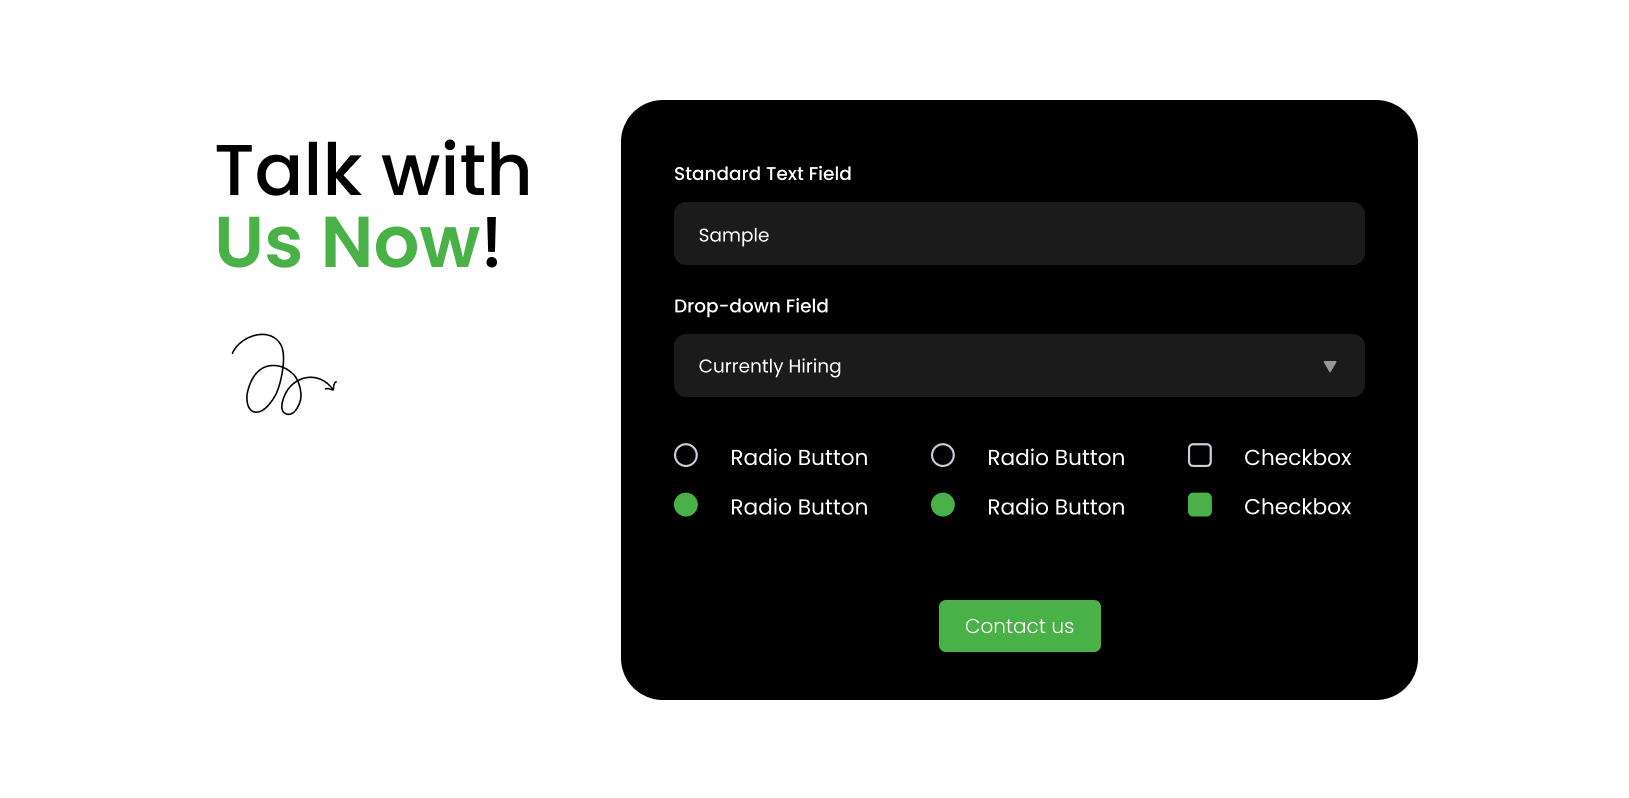 Talk with
Us Now!
Standard Text Field
Sample
Drop-down Field
Currently Hiring
Radio Button Radio Button Checkbox
Radio Button Radio Button Checkbox
Contact us